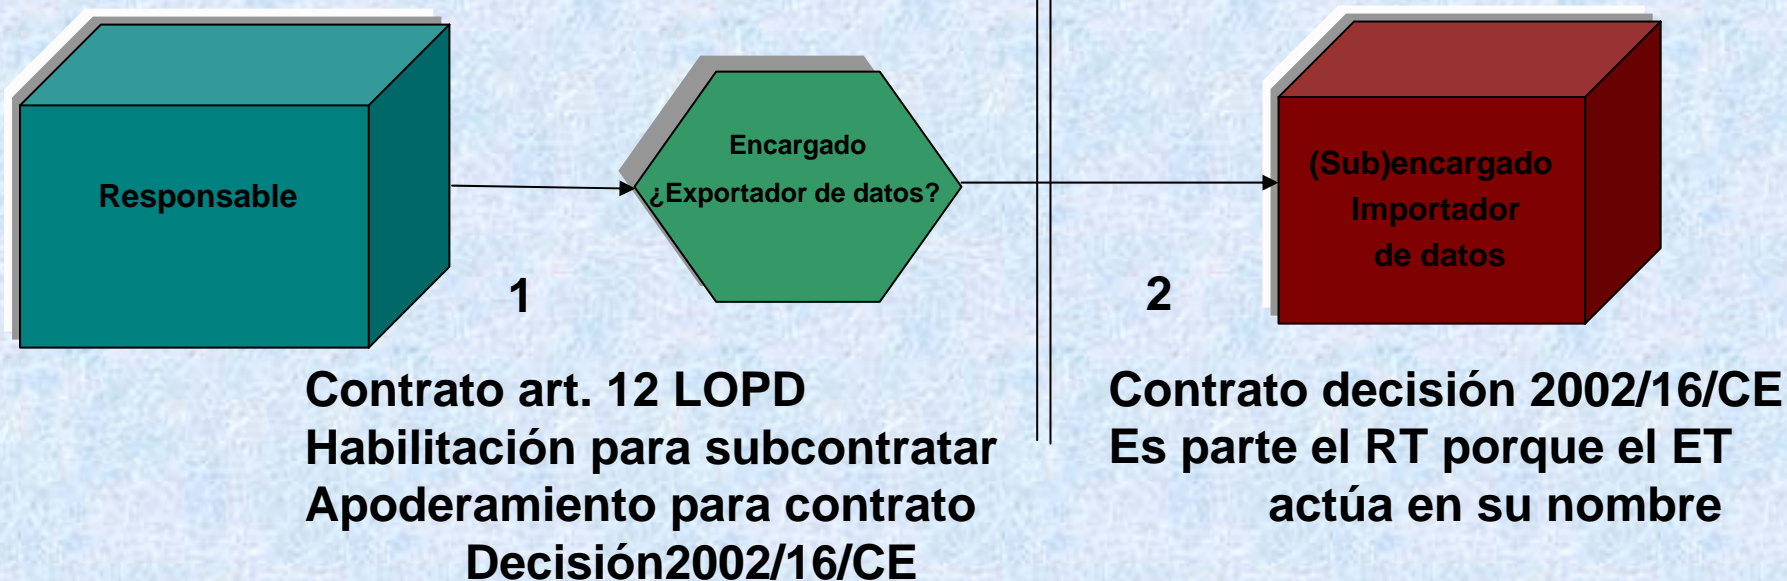 Responsable
Encargado
¿Exportador de datos?
(Sub)encargado
Importador
de datos
1
2
Contrato art. 12 LOPD
Habilitación para subcontratar
Apoderamiento para contrato
Decisión2002/16/CE
Contrato decisión 2002/16/CE
Es parte el RT porque el ET
actúa en su nombre